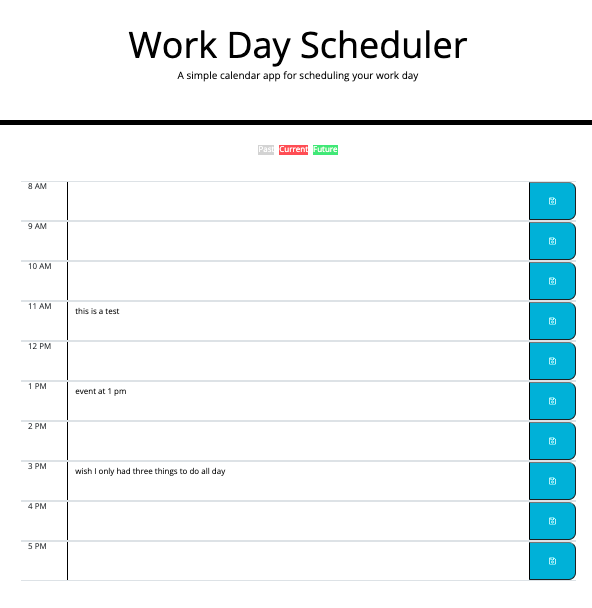 Work Day Scheduler
A simple calendar app for scheduling your work day
Past Current Future
8 AM
9 AM
10 AM
11 AM this is a test
12 PM
1 PM event at 1 pm
2 PM
3 PM wish I only had three things to do all day
4 PM
5 PM